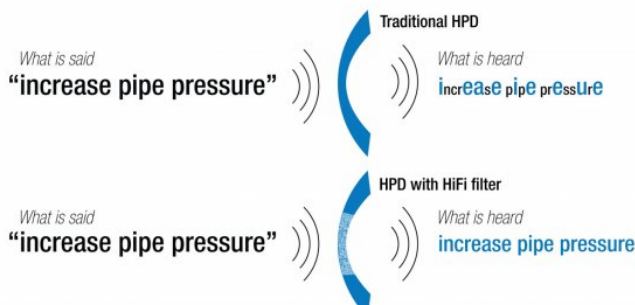 Traditional HPD
What is said
"increase pipe pressure"
What is heard
increase pipe pressure
HPD with HiFi filter
What is said
"increase pipe pressure"
What is heard
increase pipe pressure